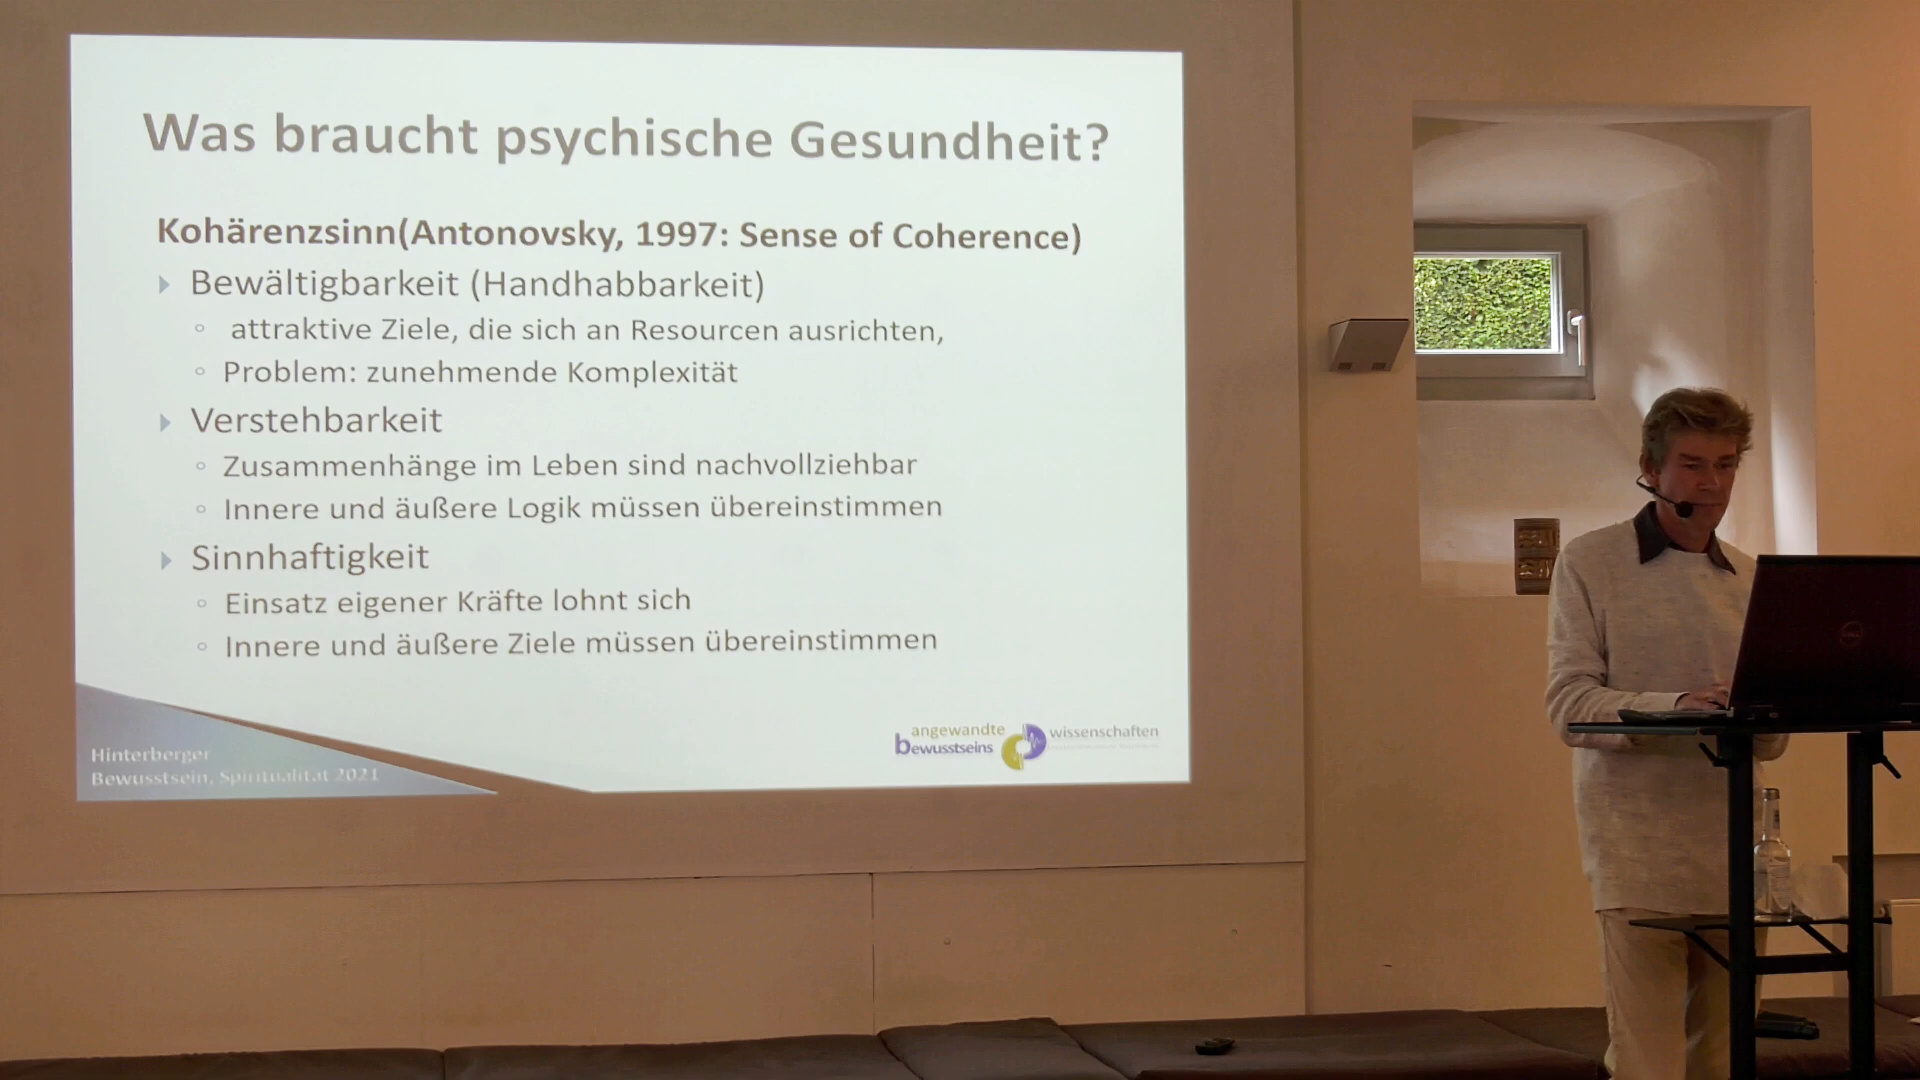 Was braucht psychische Gesundheit?
Kohärenzsinn(Antonovsky, 1997: Sense of Coherence)
Bewältigbarkeit (Handhabbarkeit)
attraktive Ziele, die sich an Resourcen ausrichten,
Problem: zunehmende Komplexität
Verstehbarkeit
Zusammenhänge im Leben sind nachvollziehbar
Innere und äußere Logik müssen übereinstimmen
Sinnhaftigkeit
Einsatz eigener Kräfte lohnt sich
Innere und äußere Ziele müssen übereinstimmen
Hinterberger
Bewusstsein, Spiritualität 2021
angewandte
bewusstseins
wissenschaften
DELL